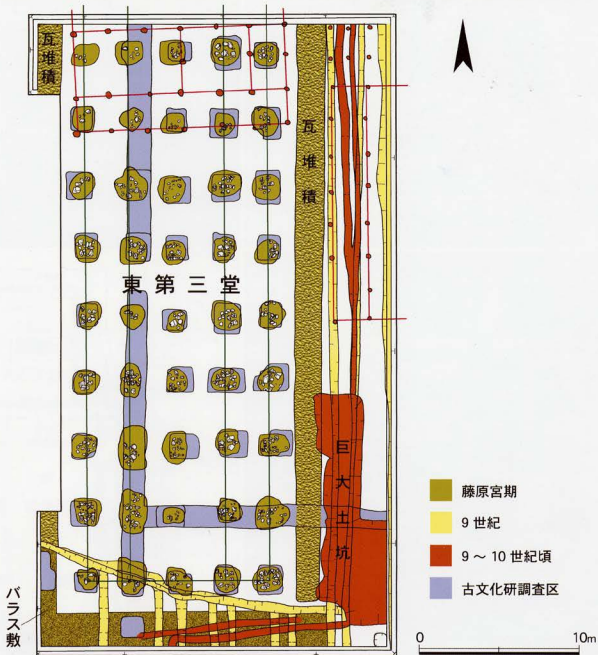 瓦堆積
瓦堆積
東第三堂
巨大土坑
藤原宮期
9世紀
9～10世紀頃
古文化研調査区
バラス敷
0 10m